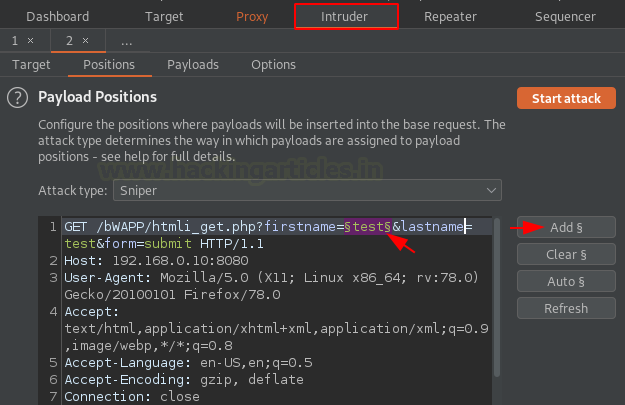 Dashboard Target Proxy Intruder Repeater Sequencer
1 × 2 × ...
Target Positions Payloads Options
? Payload Positions Start attack
Configure the positions where payloads will be inserted into the base request. The
attack type determines the way in which payloads are assigned to payload
positions - see help for full details.
www.hackingarticles.in
Attack type: Sniper
1 GET /bWAPP/htmli_get.php?firstname=§test§&lastname= Add §
test&form=submit HTTP/1.1
2 Host: 192.168.0.10:8080 Clear §
3 User-Agent: Mozilla/5.0 (X11; Linux x86_64; rv:78.0) Auto §
Gecko/20100101 Firefox/78.0 Refresh
4 Accept:
text/html,application/xhtml+xml,application/xml;q=0.9
,image/webp,*/*;q=0.8
5 Accept-Language: en-US,en;q=0.5
6 Accept-Encoding: gzip, deflate
7 Connection: close